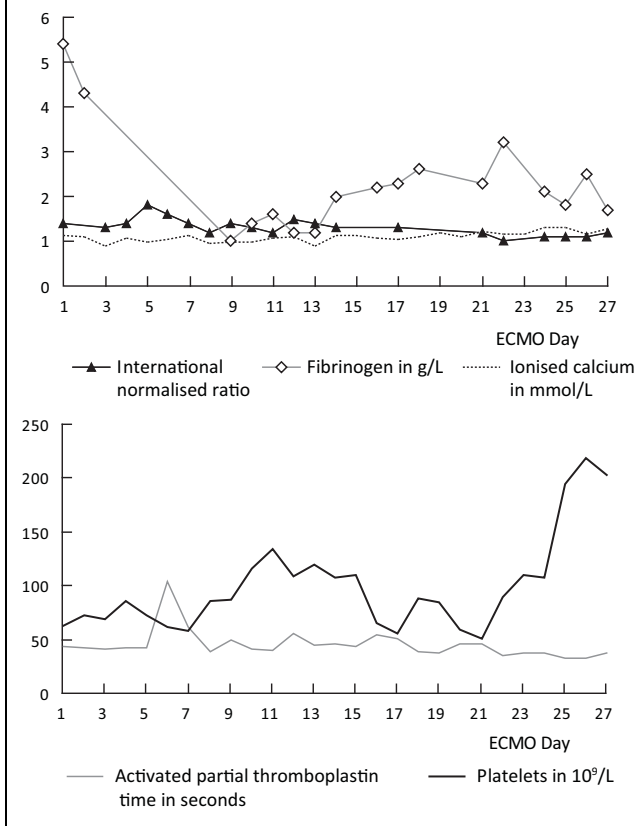 6
5
4
3
2
1
0
1 3 5 7 9 11 13 15 17 19 21 23 25 27
ECMO Day
International normalised ratio
Fibrinogen in g/L
Ionised calcium in mmol/L
250
200
150
100
50
0
1 3 5 7 9 11 13 15 17 19 21 23 25 27
ECMO Day
Activated partial thromboplastin time in seconds
Platelets in 10⁹/L